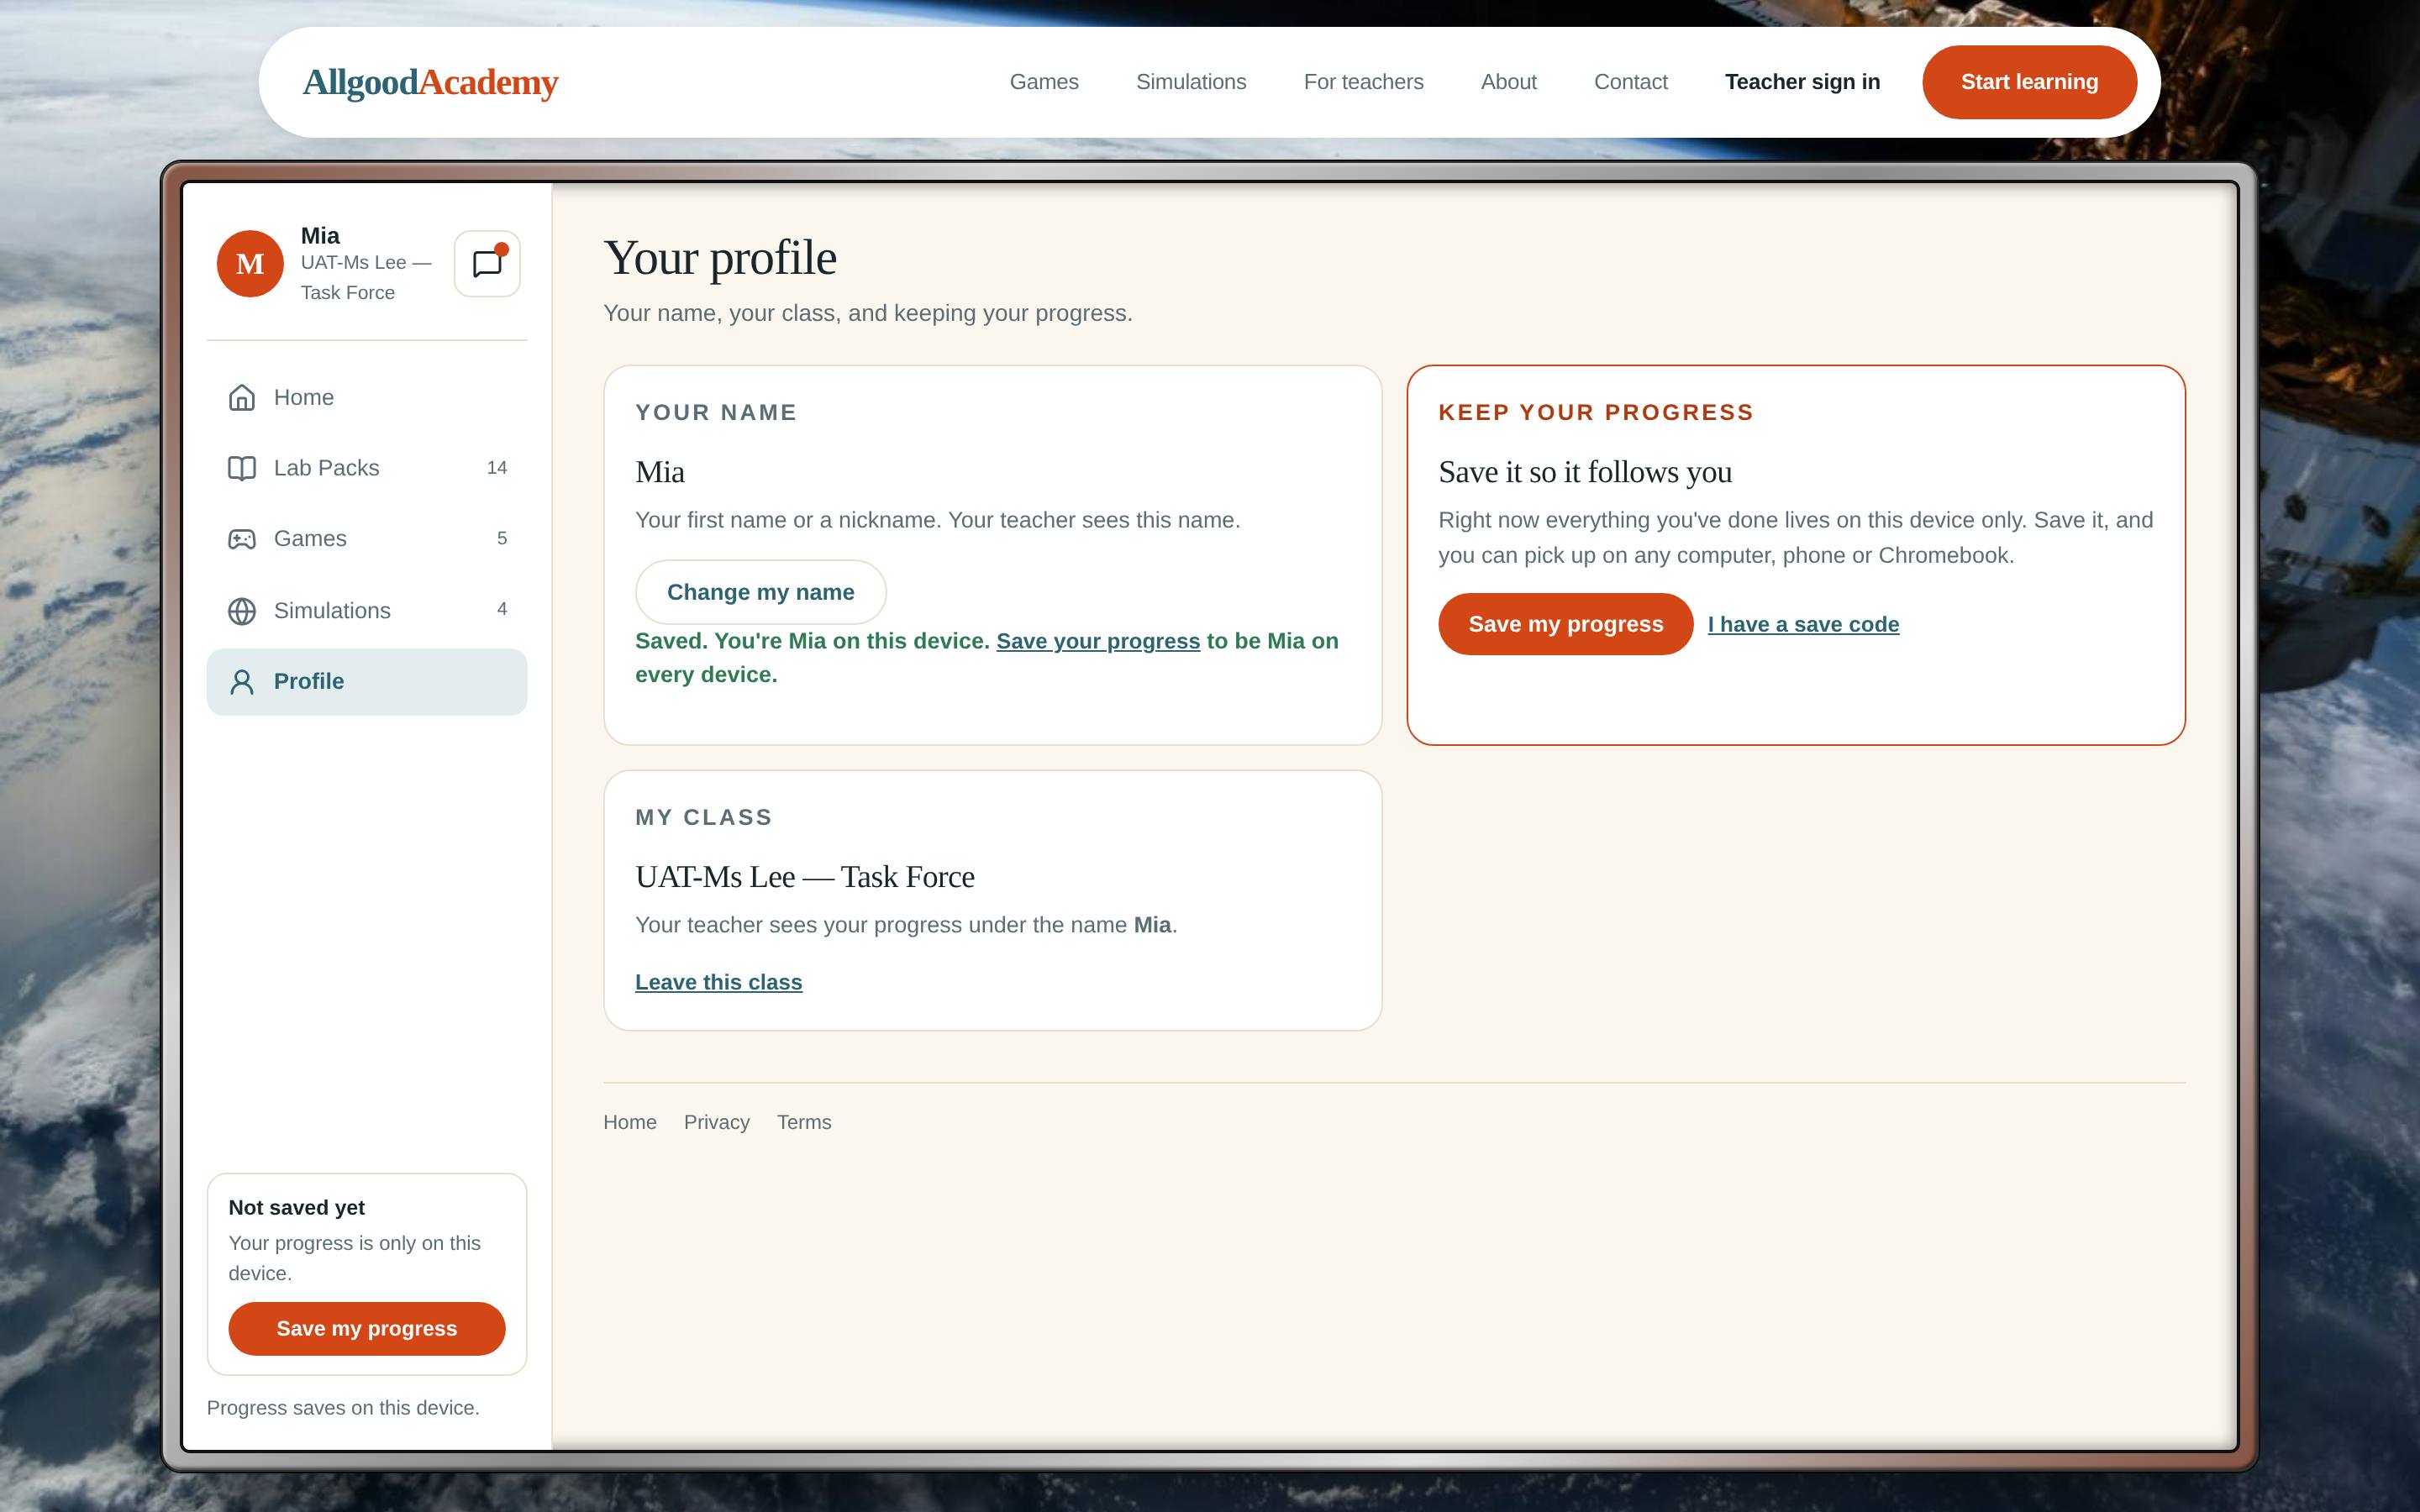 AllgoodAcademy
Games Simulations For teachers About Contact Teacher sign in Start learning
M
Mia
UAT-Ms Lee —
Task Force
Home
Lab Packs 14
Games 5
Simulations 4
Profile
Not saved yet
Your progress is only on this
device.
Save my progress
Progress saves on this device.
Your profile
Your name, your class, and keeping your progress.
YOUR NAME
Mia
Your first name or a nickname. Your teacher sees this name.
Change my name
Saved. You're Mia on this device. Save your progress to be Mia on
every device.
KEEP YOUR PROGRESS
Save it so it follows you
Right now everything you've done lives on this device only. Save it, and
you can pick up on any computer, phone or Chromebook.
Save my progress I have a save code
MY CLASS
UAT-Ms Lee — Task Force
Your teacher sees your progress under the name Mia.
Leave this class
Home Privacy Terms